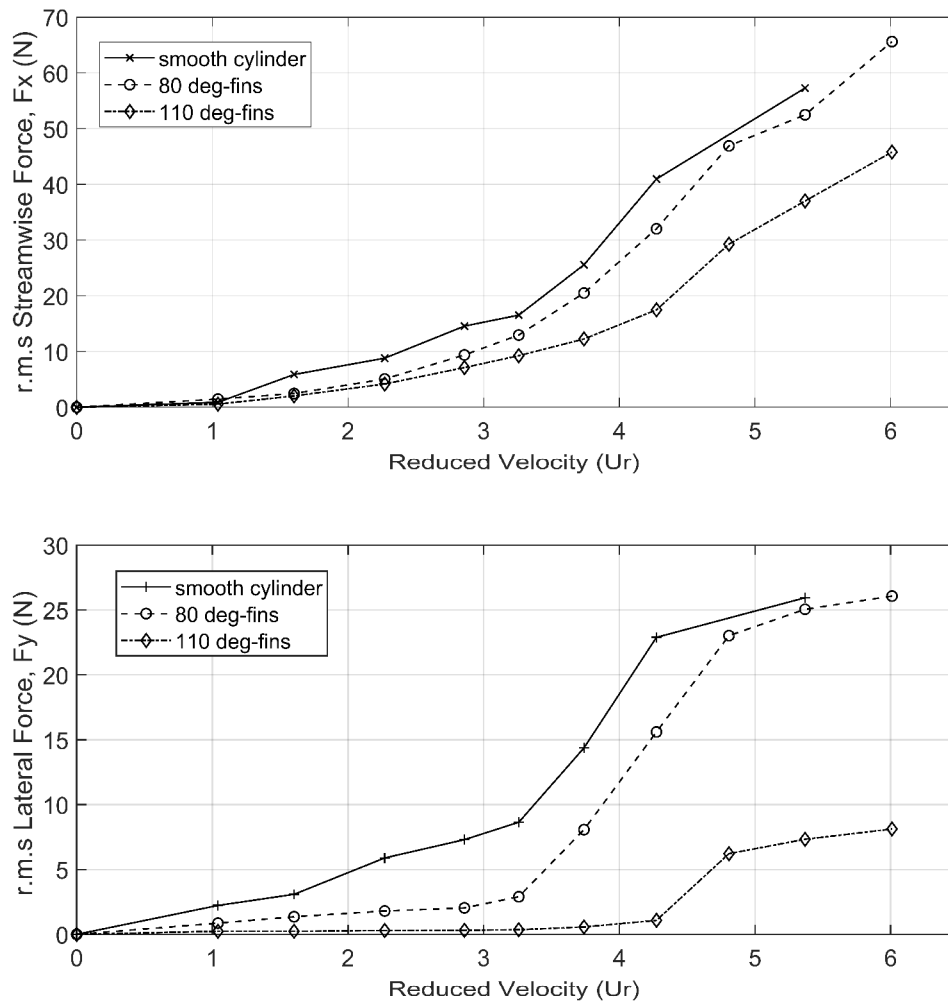 70
60
50
40
30
20
10
0
r.m.s Streamwise Force, Fx (N)
smooth cylinder
80 deg-fins
110 deg-fins
0 1 2 3 4 5 6
Reduced Velocity (Ur)
30
25
20
15
10
5
0
r.m.s Lateral Force, Fy (N)
smooth cylinder
80 deg-fins
110 deg-fins
0 1 2 3 4 5 6
Reduced Velocity (Ur)